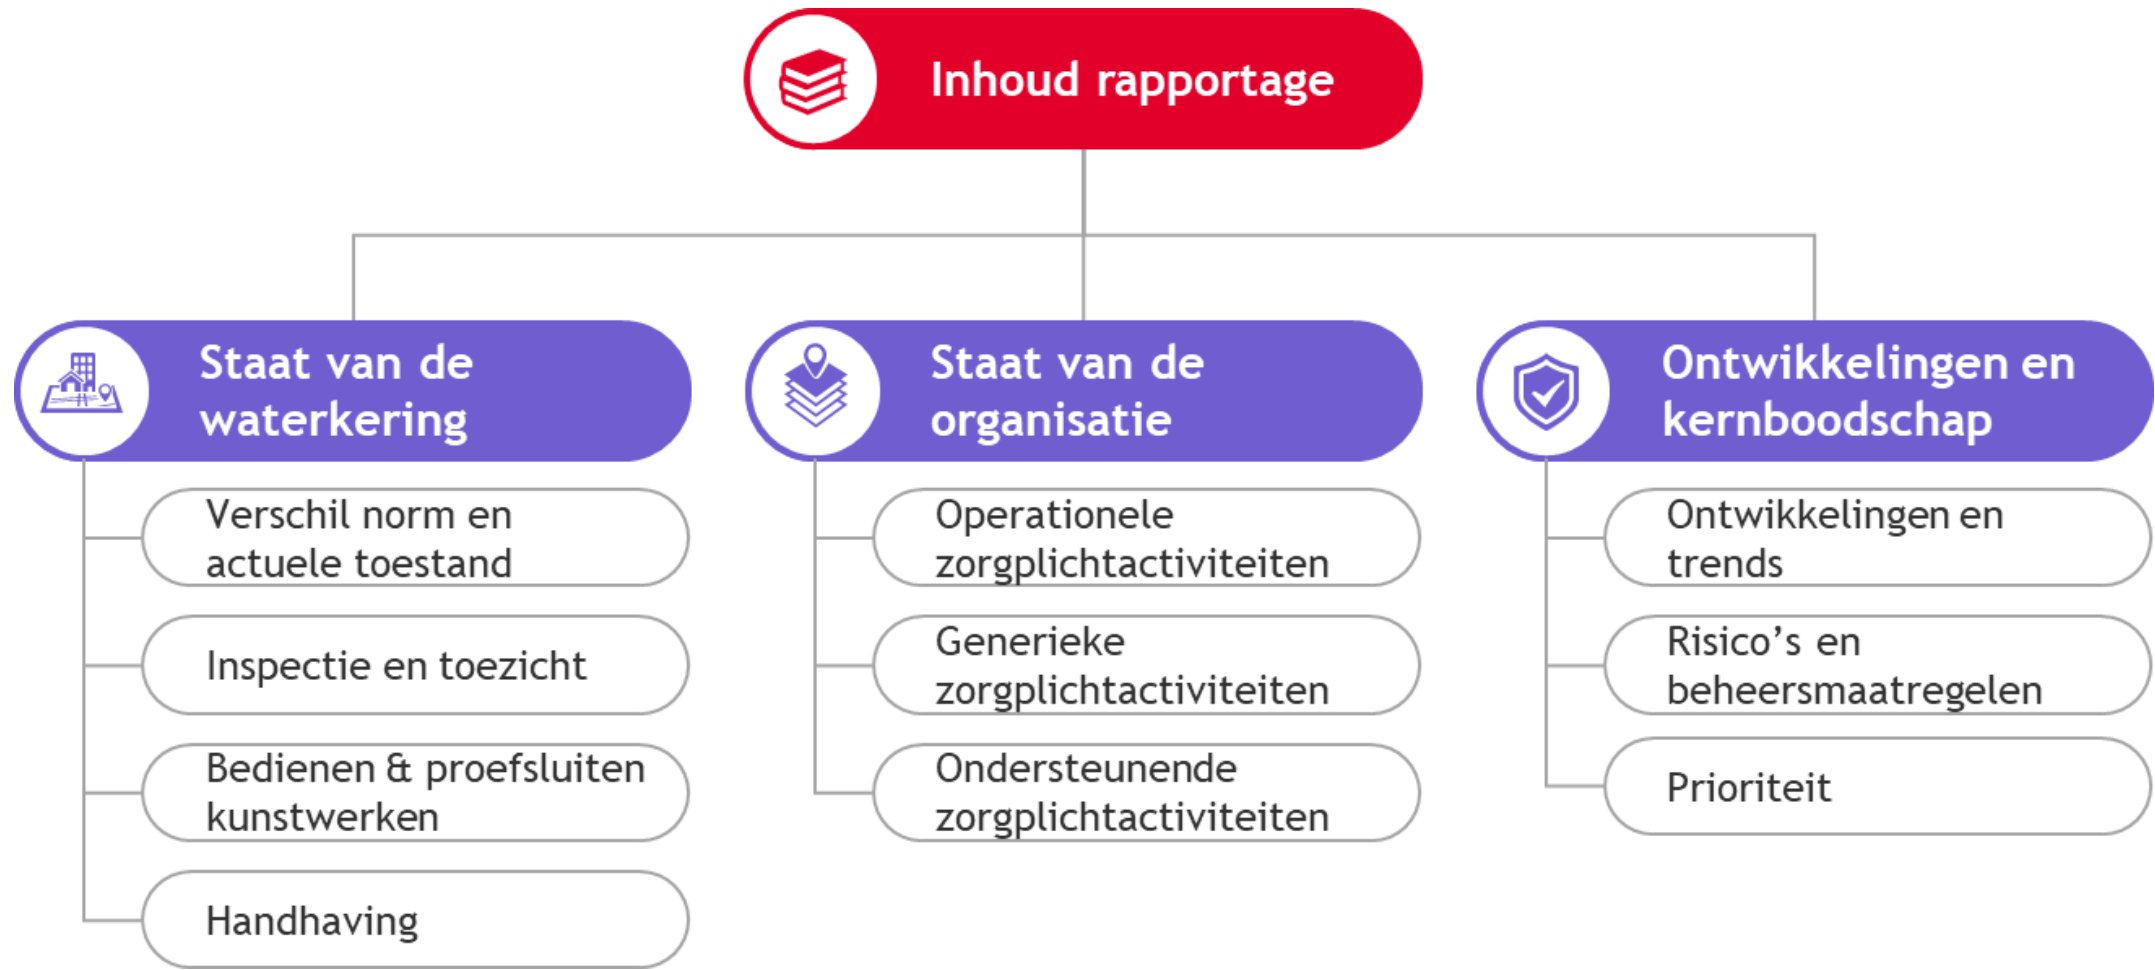 Inhoud rapportage
Staat van de
waterkering
Verschil norm en
actuele toestand
Inspectie en toezicht
Bedienen & proefsluiten
kunstwerken
Handhaving
Staat van de
organisatie
Operationele
zorgplichtactiviteiten
Generieke
zorgplichtactiviteiten
Ondersteunende
zorgplichtactiviteiten
Ontwikkelingen en
kernboodschap
Ontwikkelingen en
trends
Risico’s en
beheersmaatregelen
Prioriteit